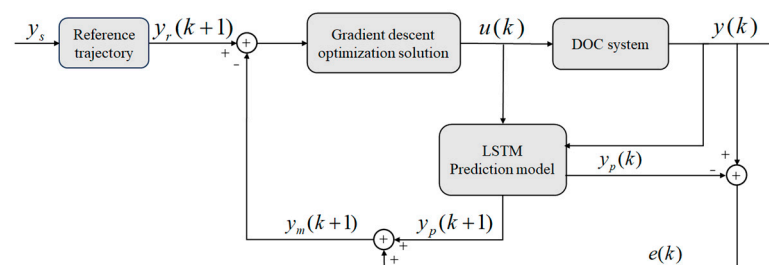 y_s
Reference
trajectory
y_r(k+1)
+
-
+
Gradient descent
optimization solution
u(k)
DOC system
y(k)
LSTM
Prediction model
y_p(k)
+
-
+
y_m(k+1)
+
+
+
y_p(k+1)
e(k)